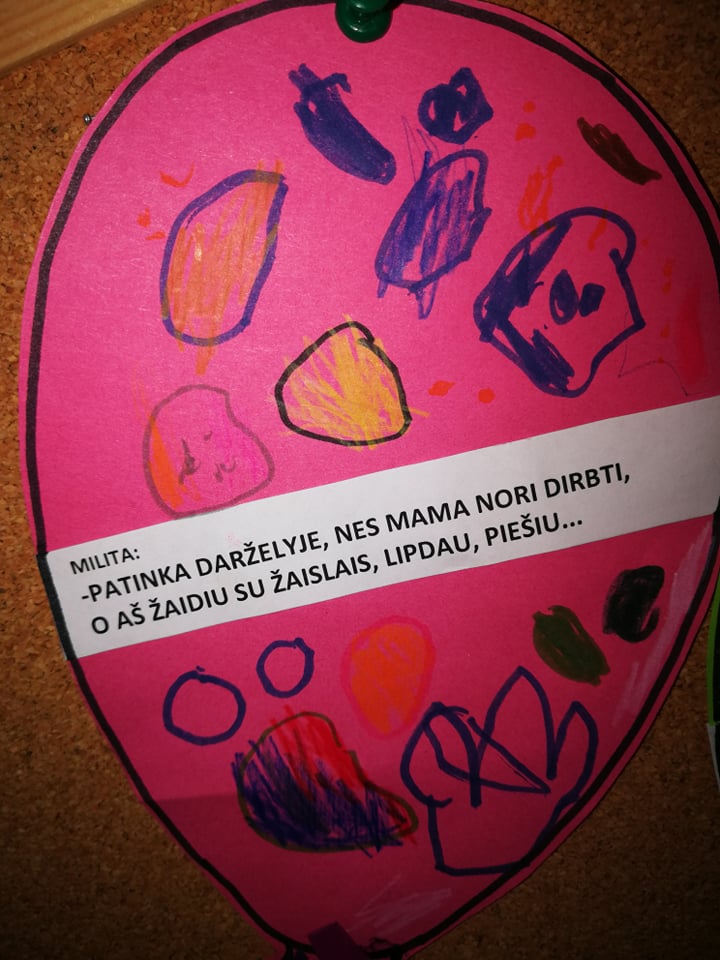 MILITA:
-PATINKA DARŽELYJE, NES MAMA NORI DIRBTI,
O AŠ ŽAIDIU SU ŽAISLAIS, LIPDAU, PIEŠIU...